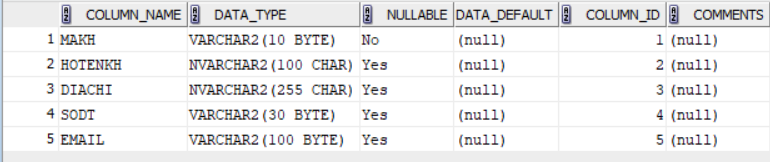 COLUMN_NAME DATA_TYPE NULLABLE DATA_DEFAULT COLUMN_ID COMMENTS
1 MAKH VARCHAR2(10 BYTE) No (null) 1 (null)
2 HOTENKH NVARCHAR2(100 CHAR) Yes (null) 2 (null)
3 DIACHI NVARCHAR2(255 CHAR) Yes (null) 3 (null)
4 SODT VARCHAR2(30 BYTE) Yes (null) 4 (null)
5 EMAIL VARCHAR2(100 BYTE) Yes (null) 5 (null)